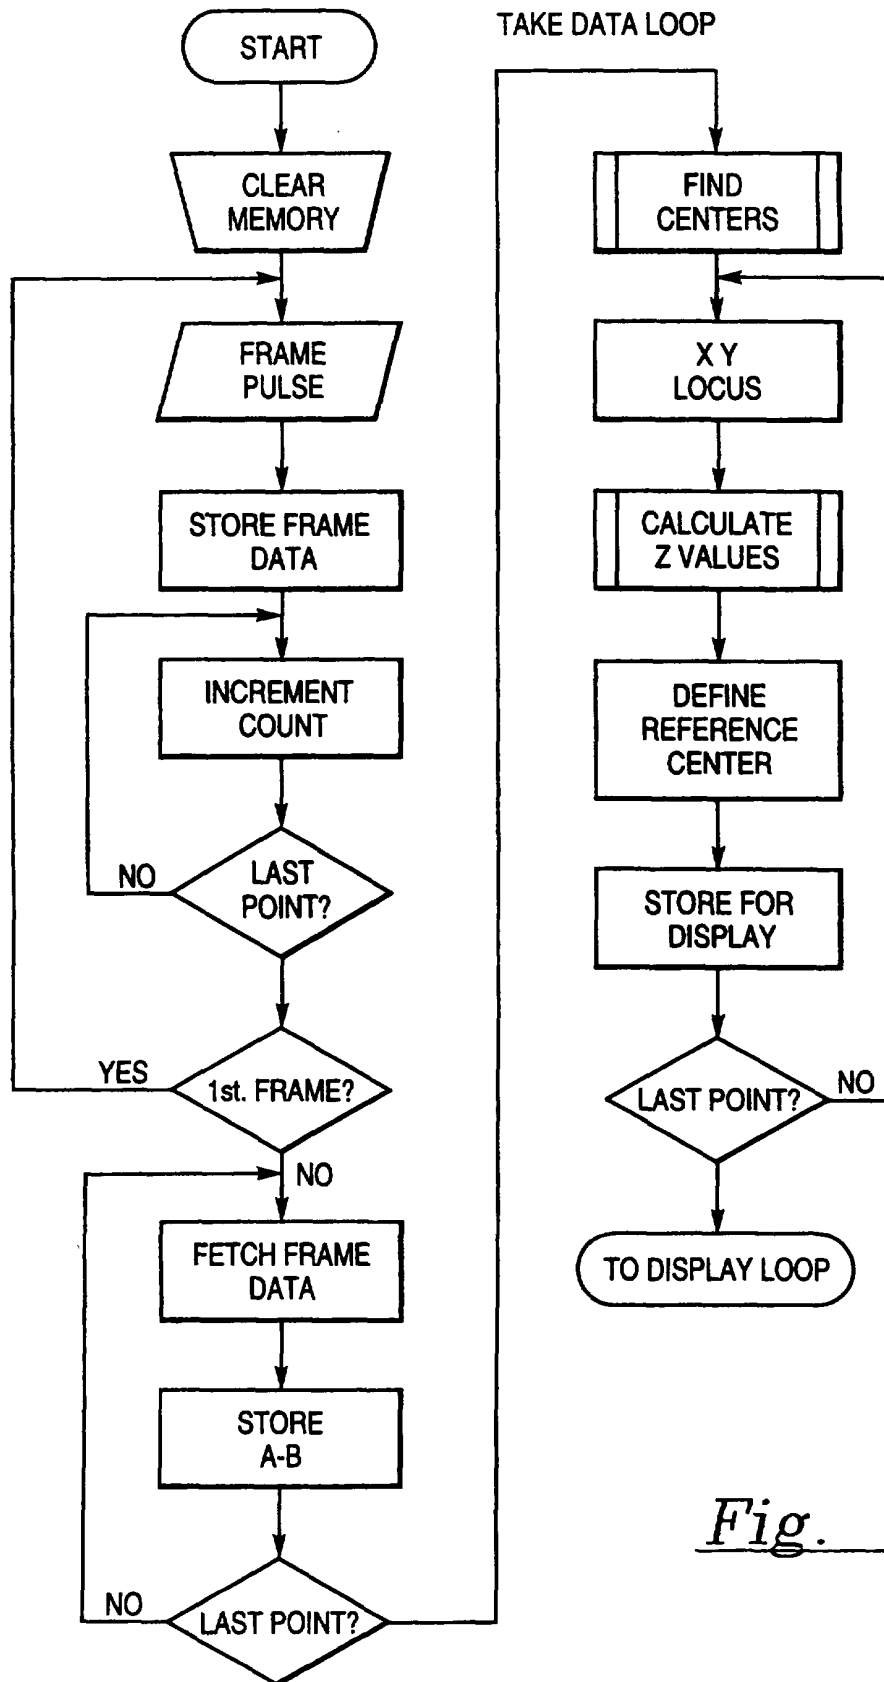 START
TAKE DATA LOOP
CLEAR
MEMORY
FRAME
PULSE
STORE FRAME
DATA
INCREMENT
COUNT
NO
LAST
POINT?
YES
1st. FRAME?
NO
FETCH FRAME
DATA
STORE
A-B
NO
LAST POINT?
FIND
CENTERS
X Y
LOCUS
CALCULATE
Z VALUES
DEFINE
REFERENCE
CENTER
STORE FOR
DISPLAY
LAST POINT?
NO
TO DISPLAY LOOP
Fig.